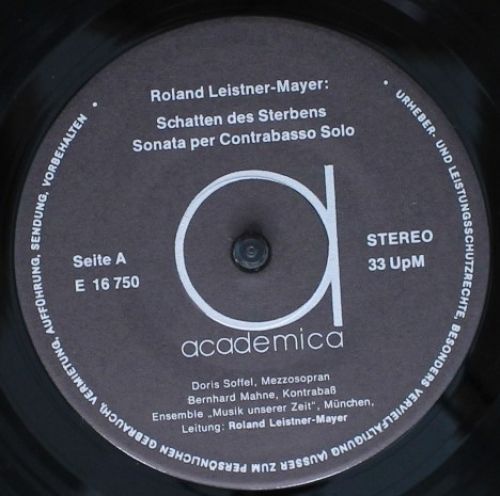 Roland Leistner-Mayer:
Schatten des Sterbens
Sonata per Contrabasso Solo
Seite A
E 16 750
STEREO
33 UpM
a
academica
Doris Soffel, Mezzosopran
Bernhard Mahne, Kontrabaß
Ensemble „Musik unserer Zeit", München,
Leitung: Roland Leistner-Mayer
• URHEBER- UND LEISTUNGSSCHUTZRECHTE, BESONDERS VERVIELFÄLTIGUNG (AUSSER ZUM PERSÖNLICHEN GEBRAUCH), VERMIETUNG, AUFFÜHRUNG, SENDUNG, VORBEHALTEN •